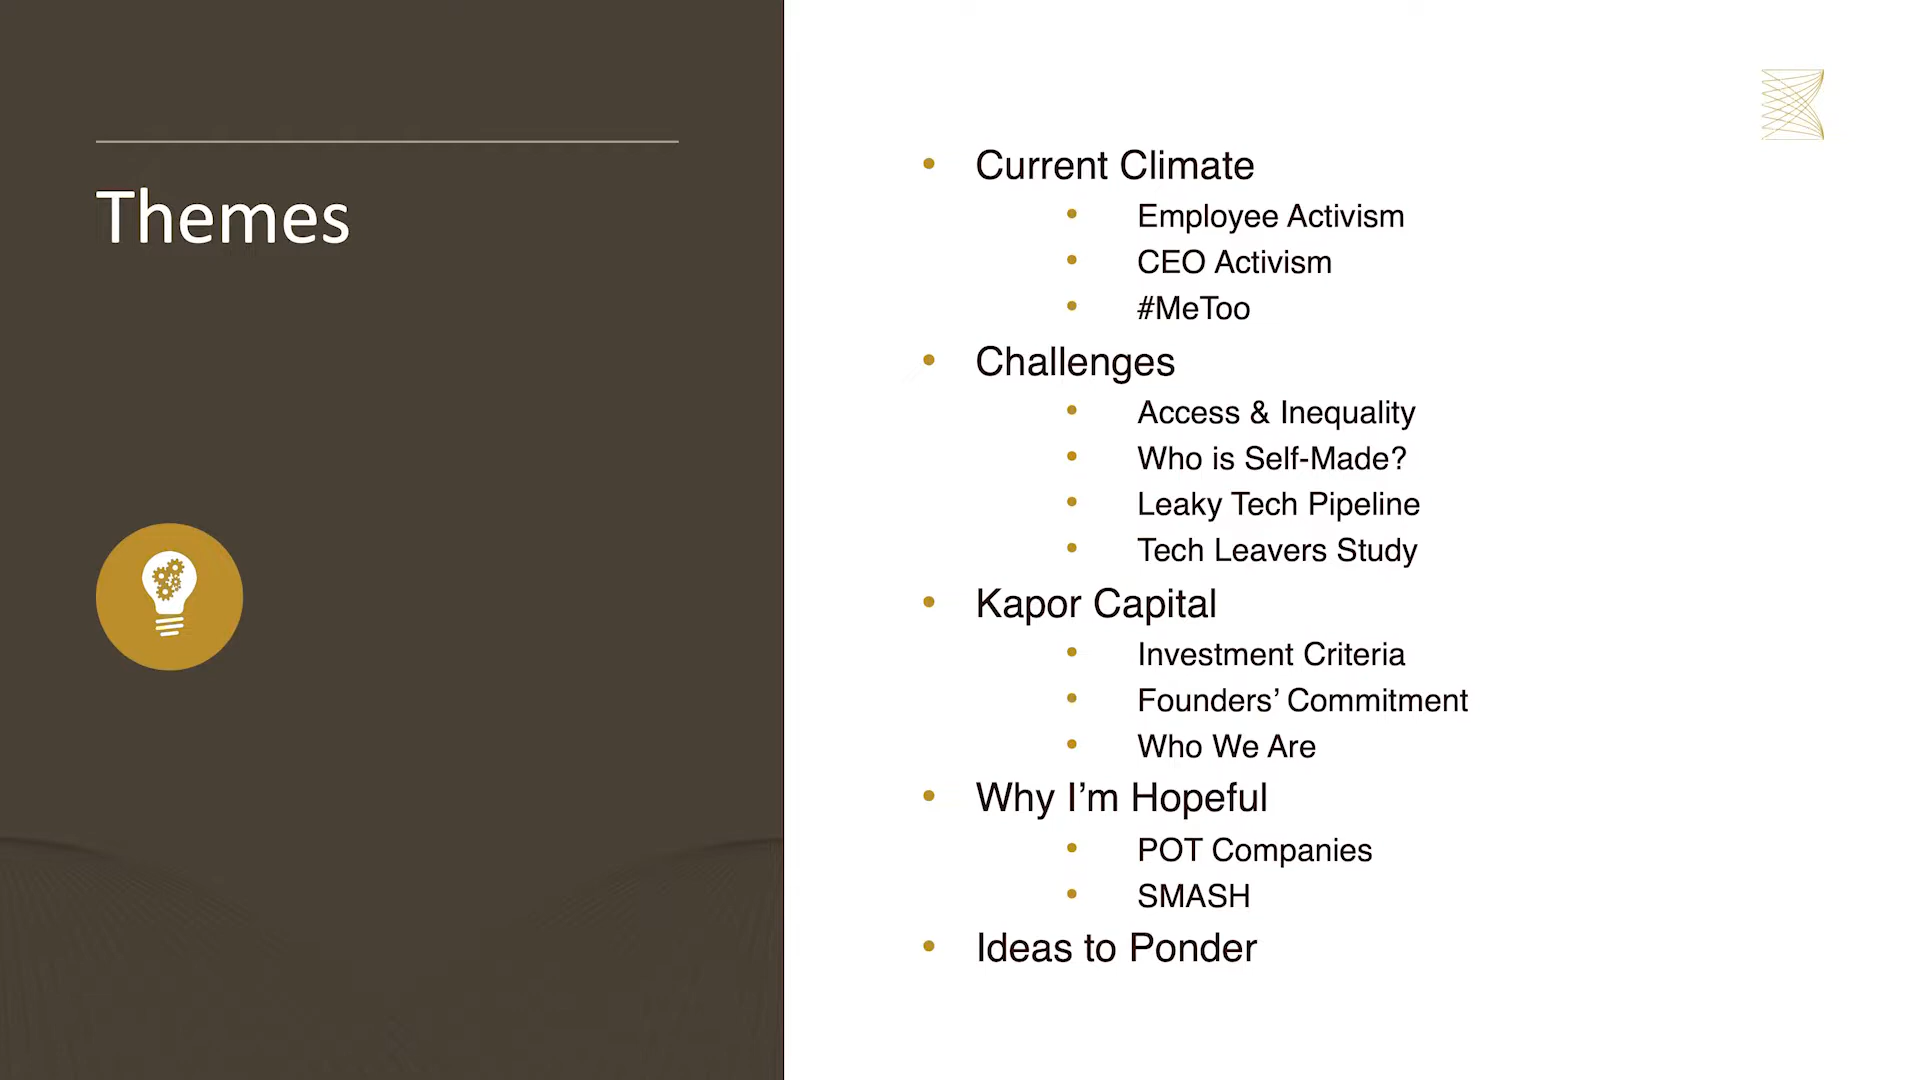 Themes
• Current Climate
• Employee Activism
• CEO Activism
• #MeToo
• Challenges
• Access & Inequality
• Who is Self-Made?
• Leaky Tech Pipeline
• Tech Leavers Study
• Kapor Capital
• Investment Criteria
• Founders’ Commitment
• Who We Are
• Why I’m Hopeful
• POT Companies
• SMASH
• Ideas to Ponder